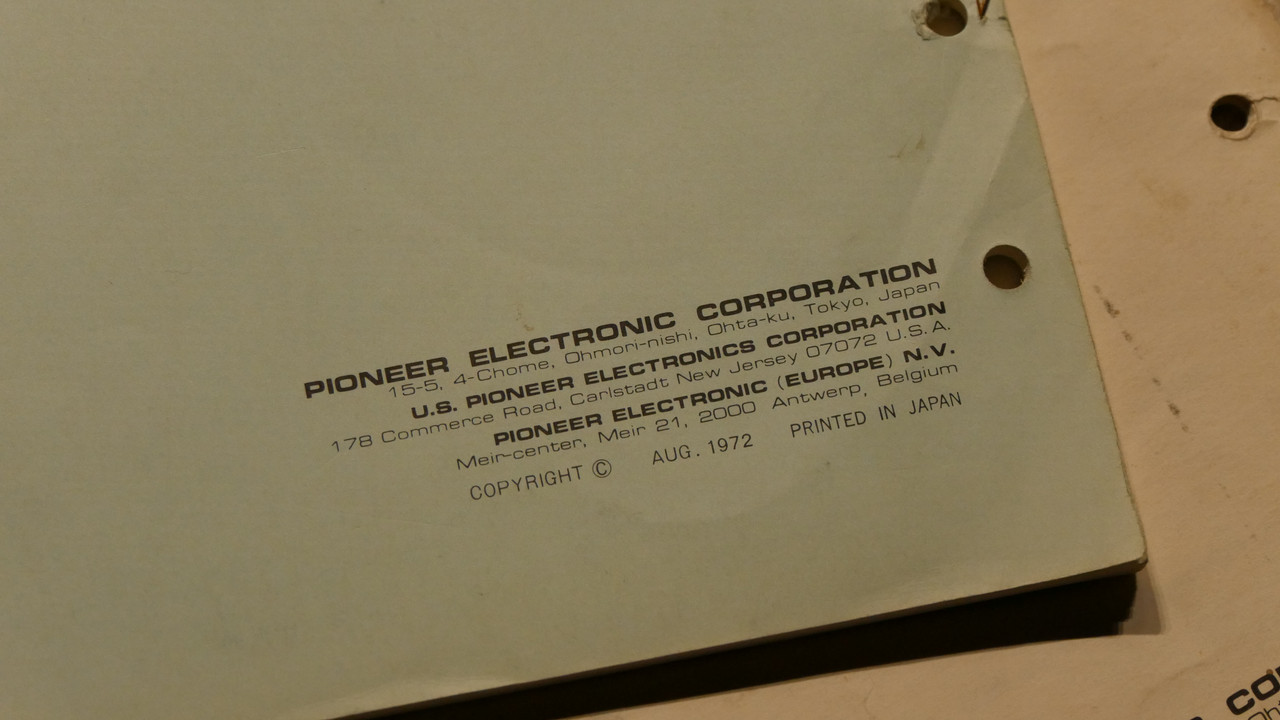 PIONEER ELECTRONIC CORPORATION
15-5, 4-Chome, Ohmori-nishi, Ohta-ku, Tokyo, Japan
U.S. PIONEER ELECTRONICS CORPORATION
178 Commerce Road, Carlstadt New Jersey 07072 U.S.A.
PIONEER ELECTRONIC (EUROPE) N.V.
Meir-center, Meir 21, 2000 Antwerp, Belgium
COPYRIGHT © AUG. 1972 PRINTED IN JAPAN